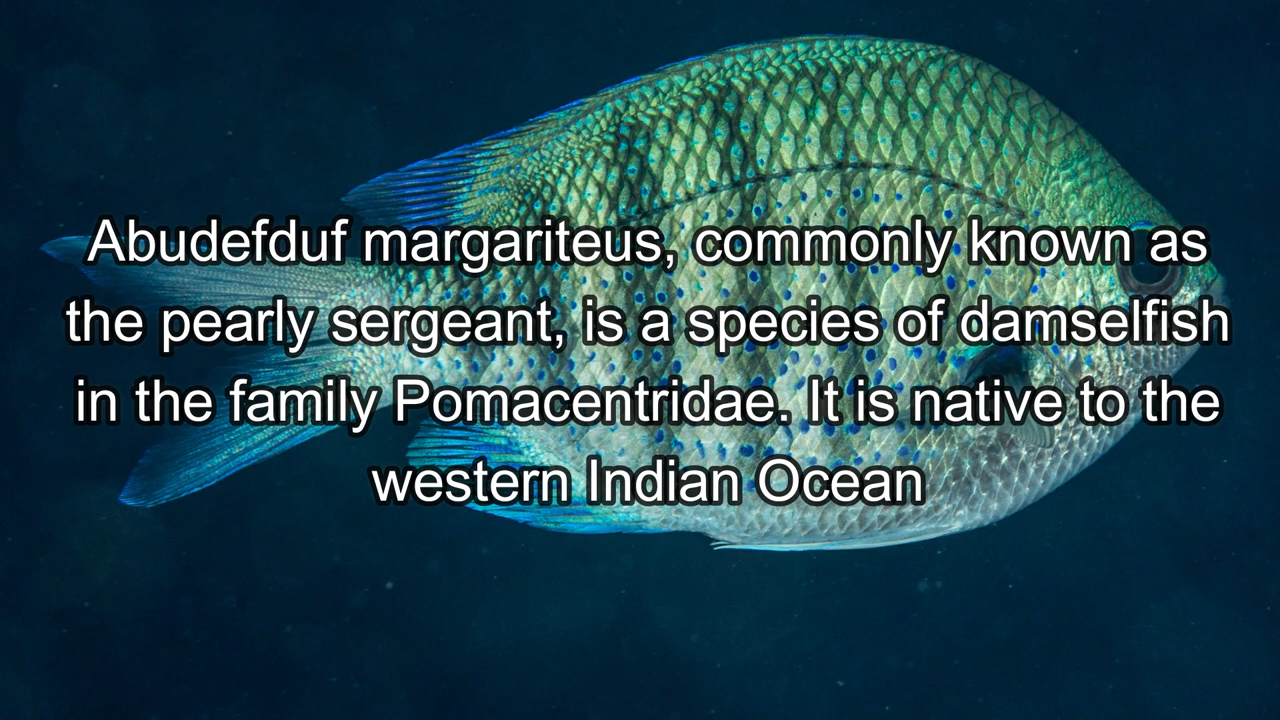 Abudefduf margariteus, commonly known as
the pearly sergeant, is a species of damselfish
in the family Pomacentridae. It is native to the
western Indian Ocean